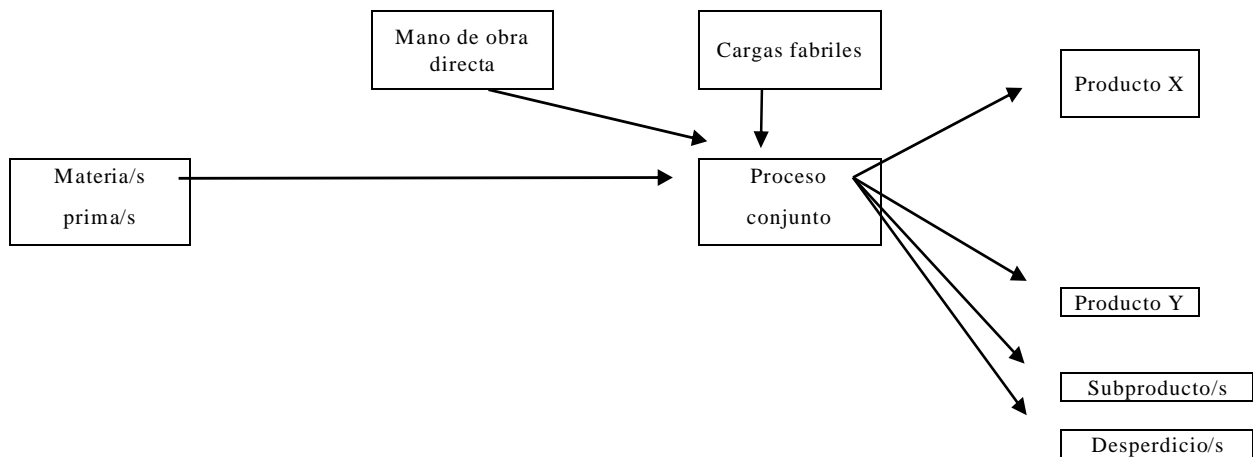 Mano de obra
directa
Cargas fabriles
Producto X
Materia/s
prima/s
Proceso
conjunto
Producto Y
Subproducto/s
Desperdicio/s